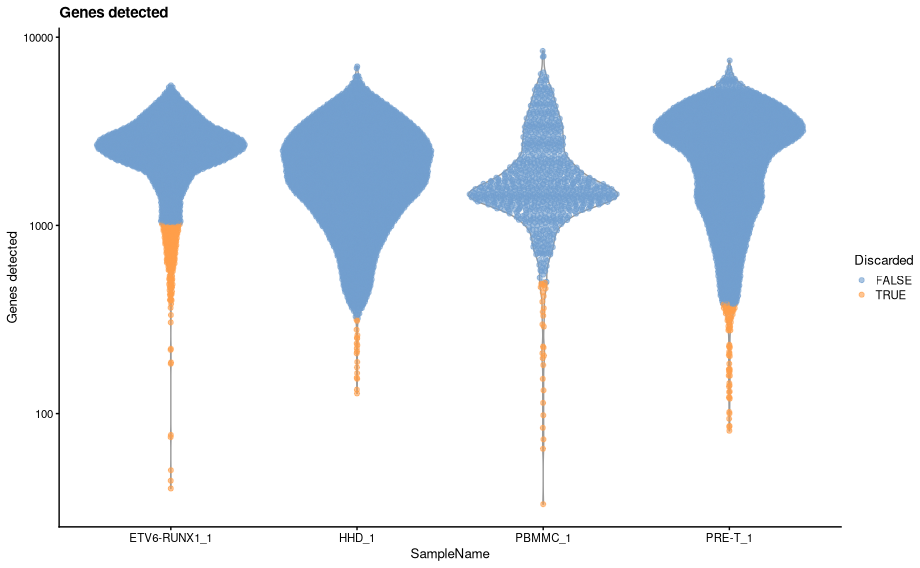 Genes detected
10000
1000
100
Genes detected
ETV6-RUNX1_1
HHD_1
PBMMC_1
PRE-T_1
SampleName
Discarded
FALSE
TRUE